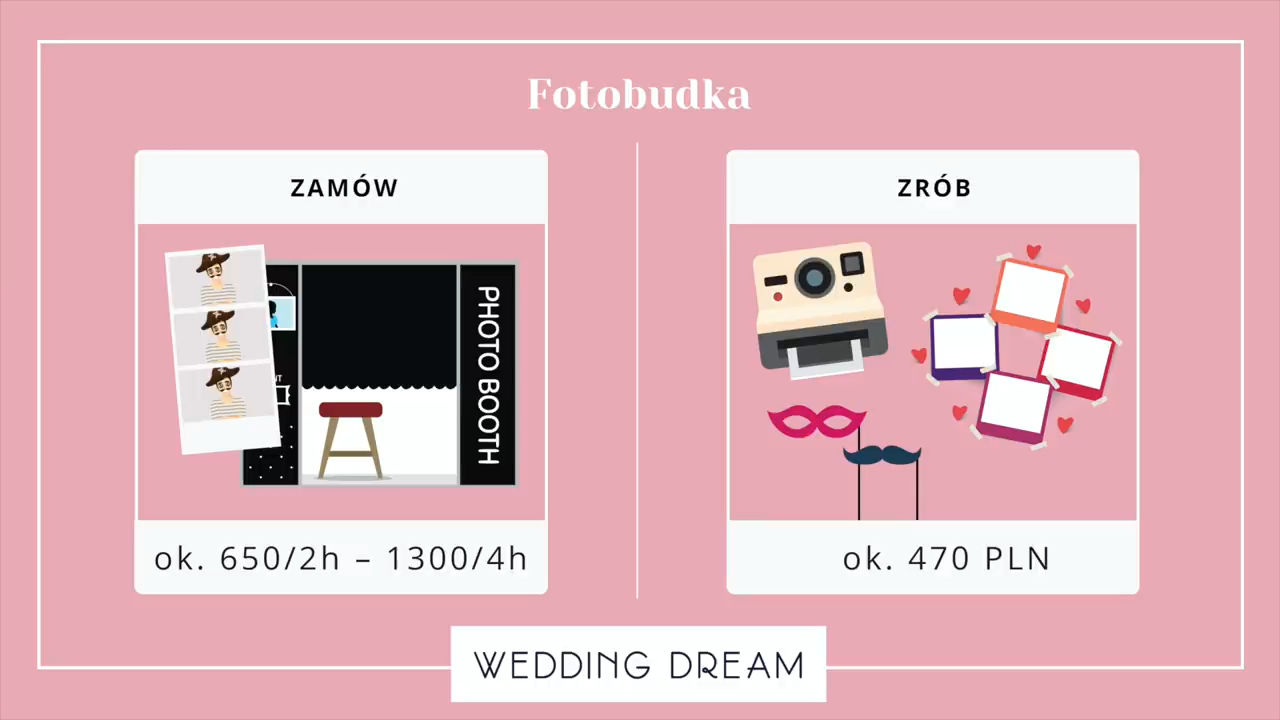 Fotobudka
ZAMÓW
PHOTO BOOTH
ok. 650/2h – 1300/4h
ZRÓB
ok. 470 PLN
WEDDING DREAM